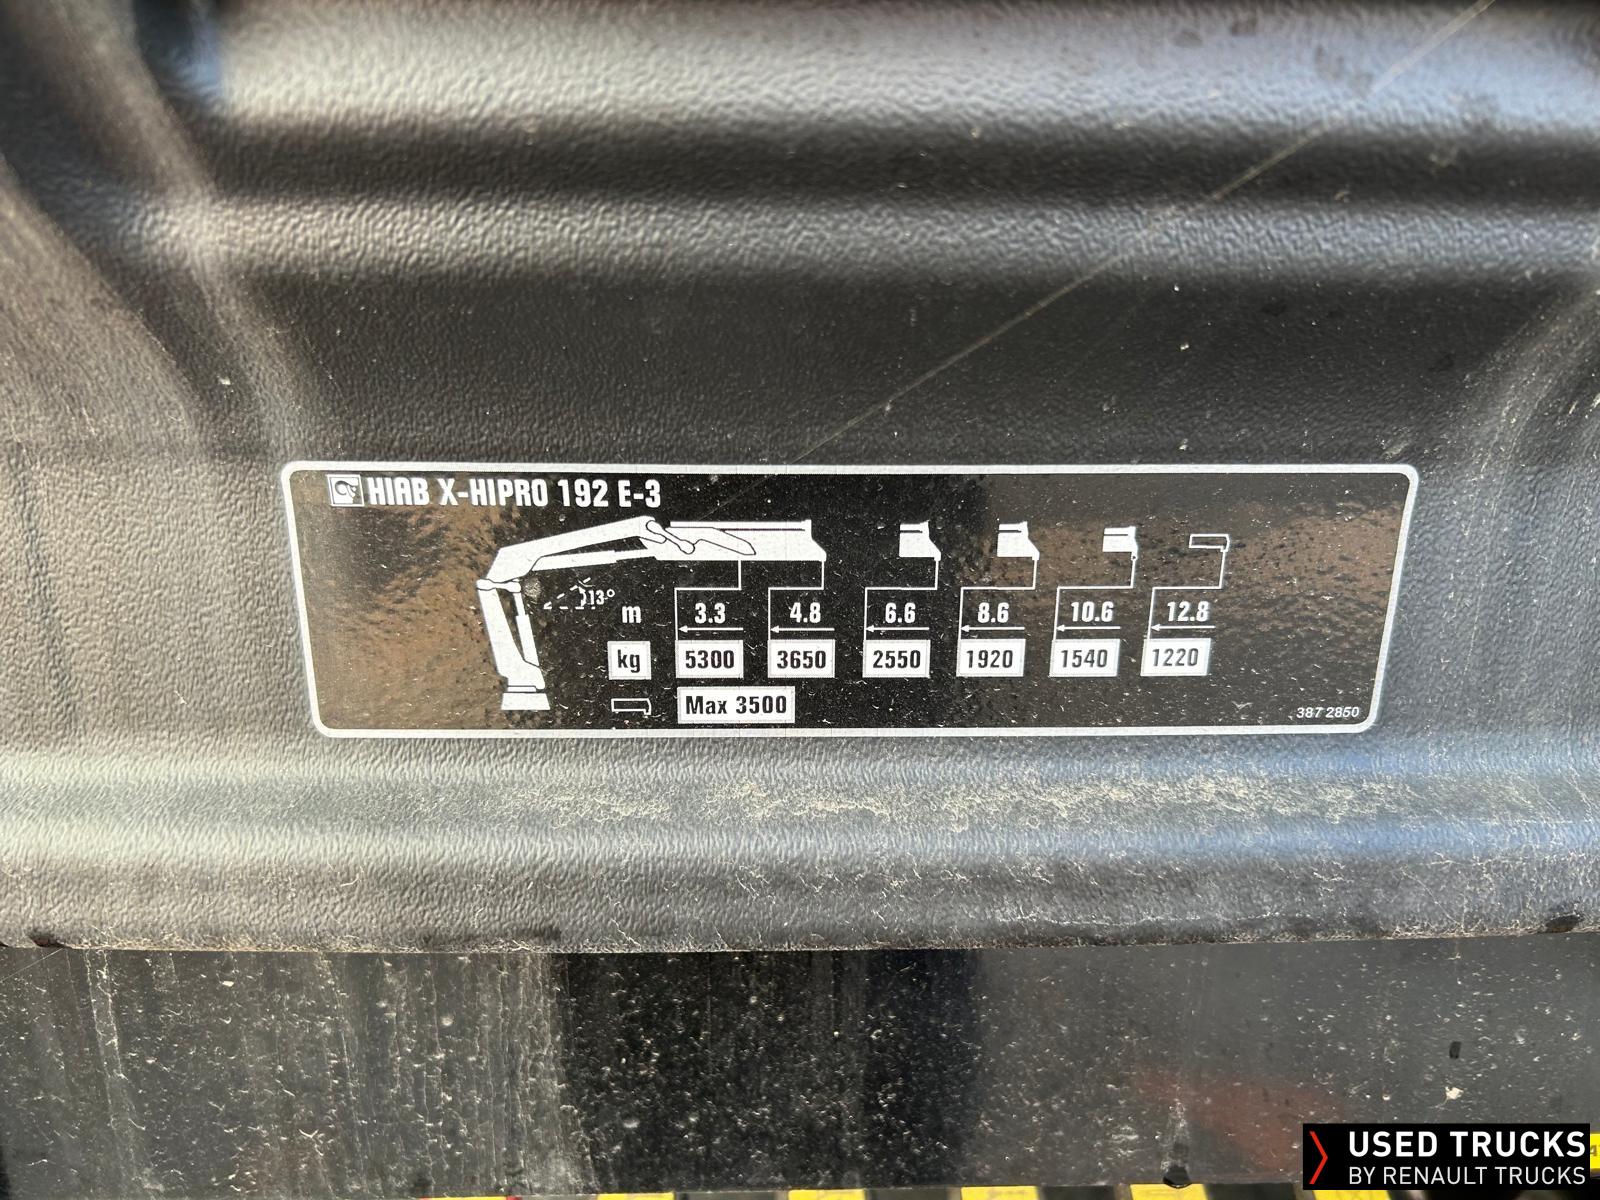 HIAB X-HIPRO 192 E-3
13°
m 3.3 4.8 6.6 8.6 10.6 12.8
kg 5300 3650 2550 1920 1540 1220
Max 3500
387 2850
USED TRUCKS
BY RENAULT TRUCKS